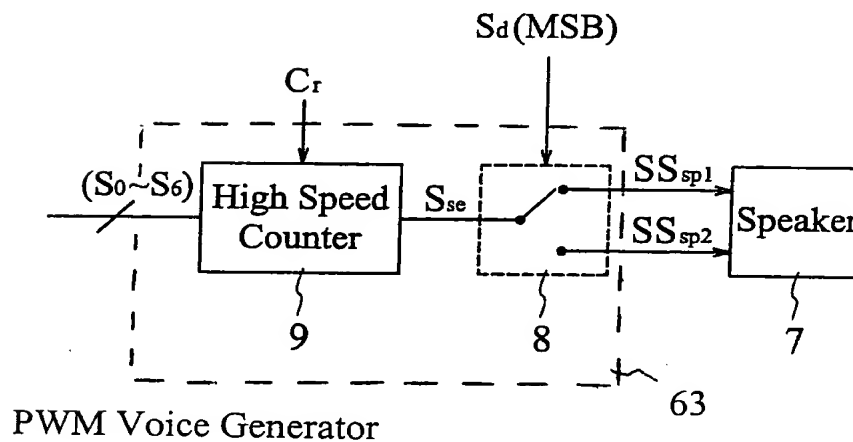 Sd(MSB)
Cr
(S0~S6)
High Speed
Counter
Sse
SSsp1
SSsp2
Speaker
9
8
7
63
PWM Voice Generator